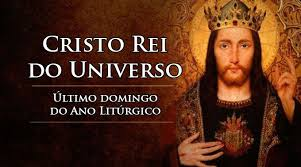 Cristo Rei
do Universo
Último domingo
do Ano Litúrgico